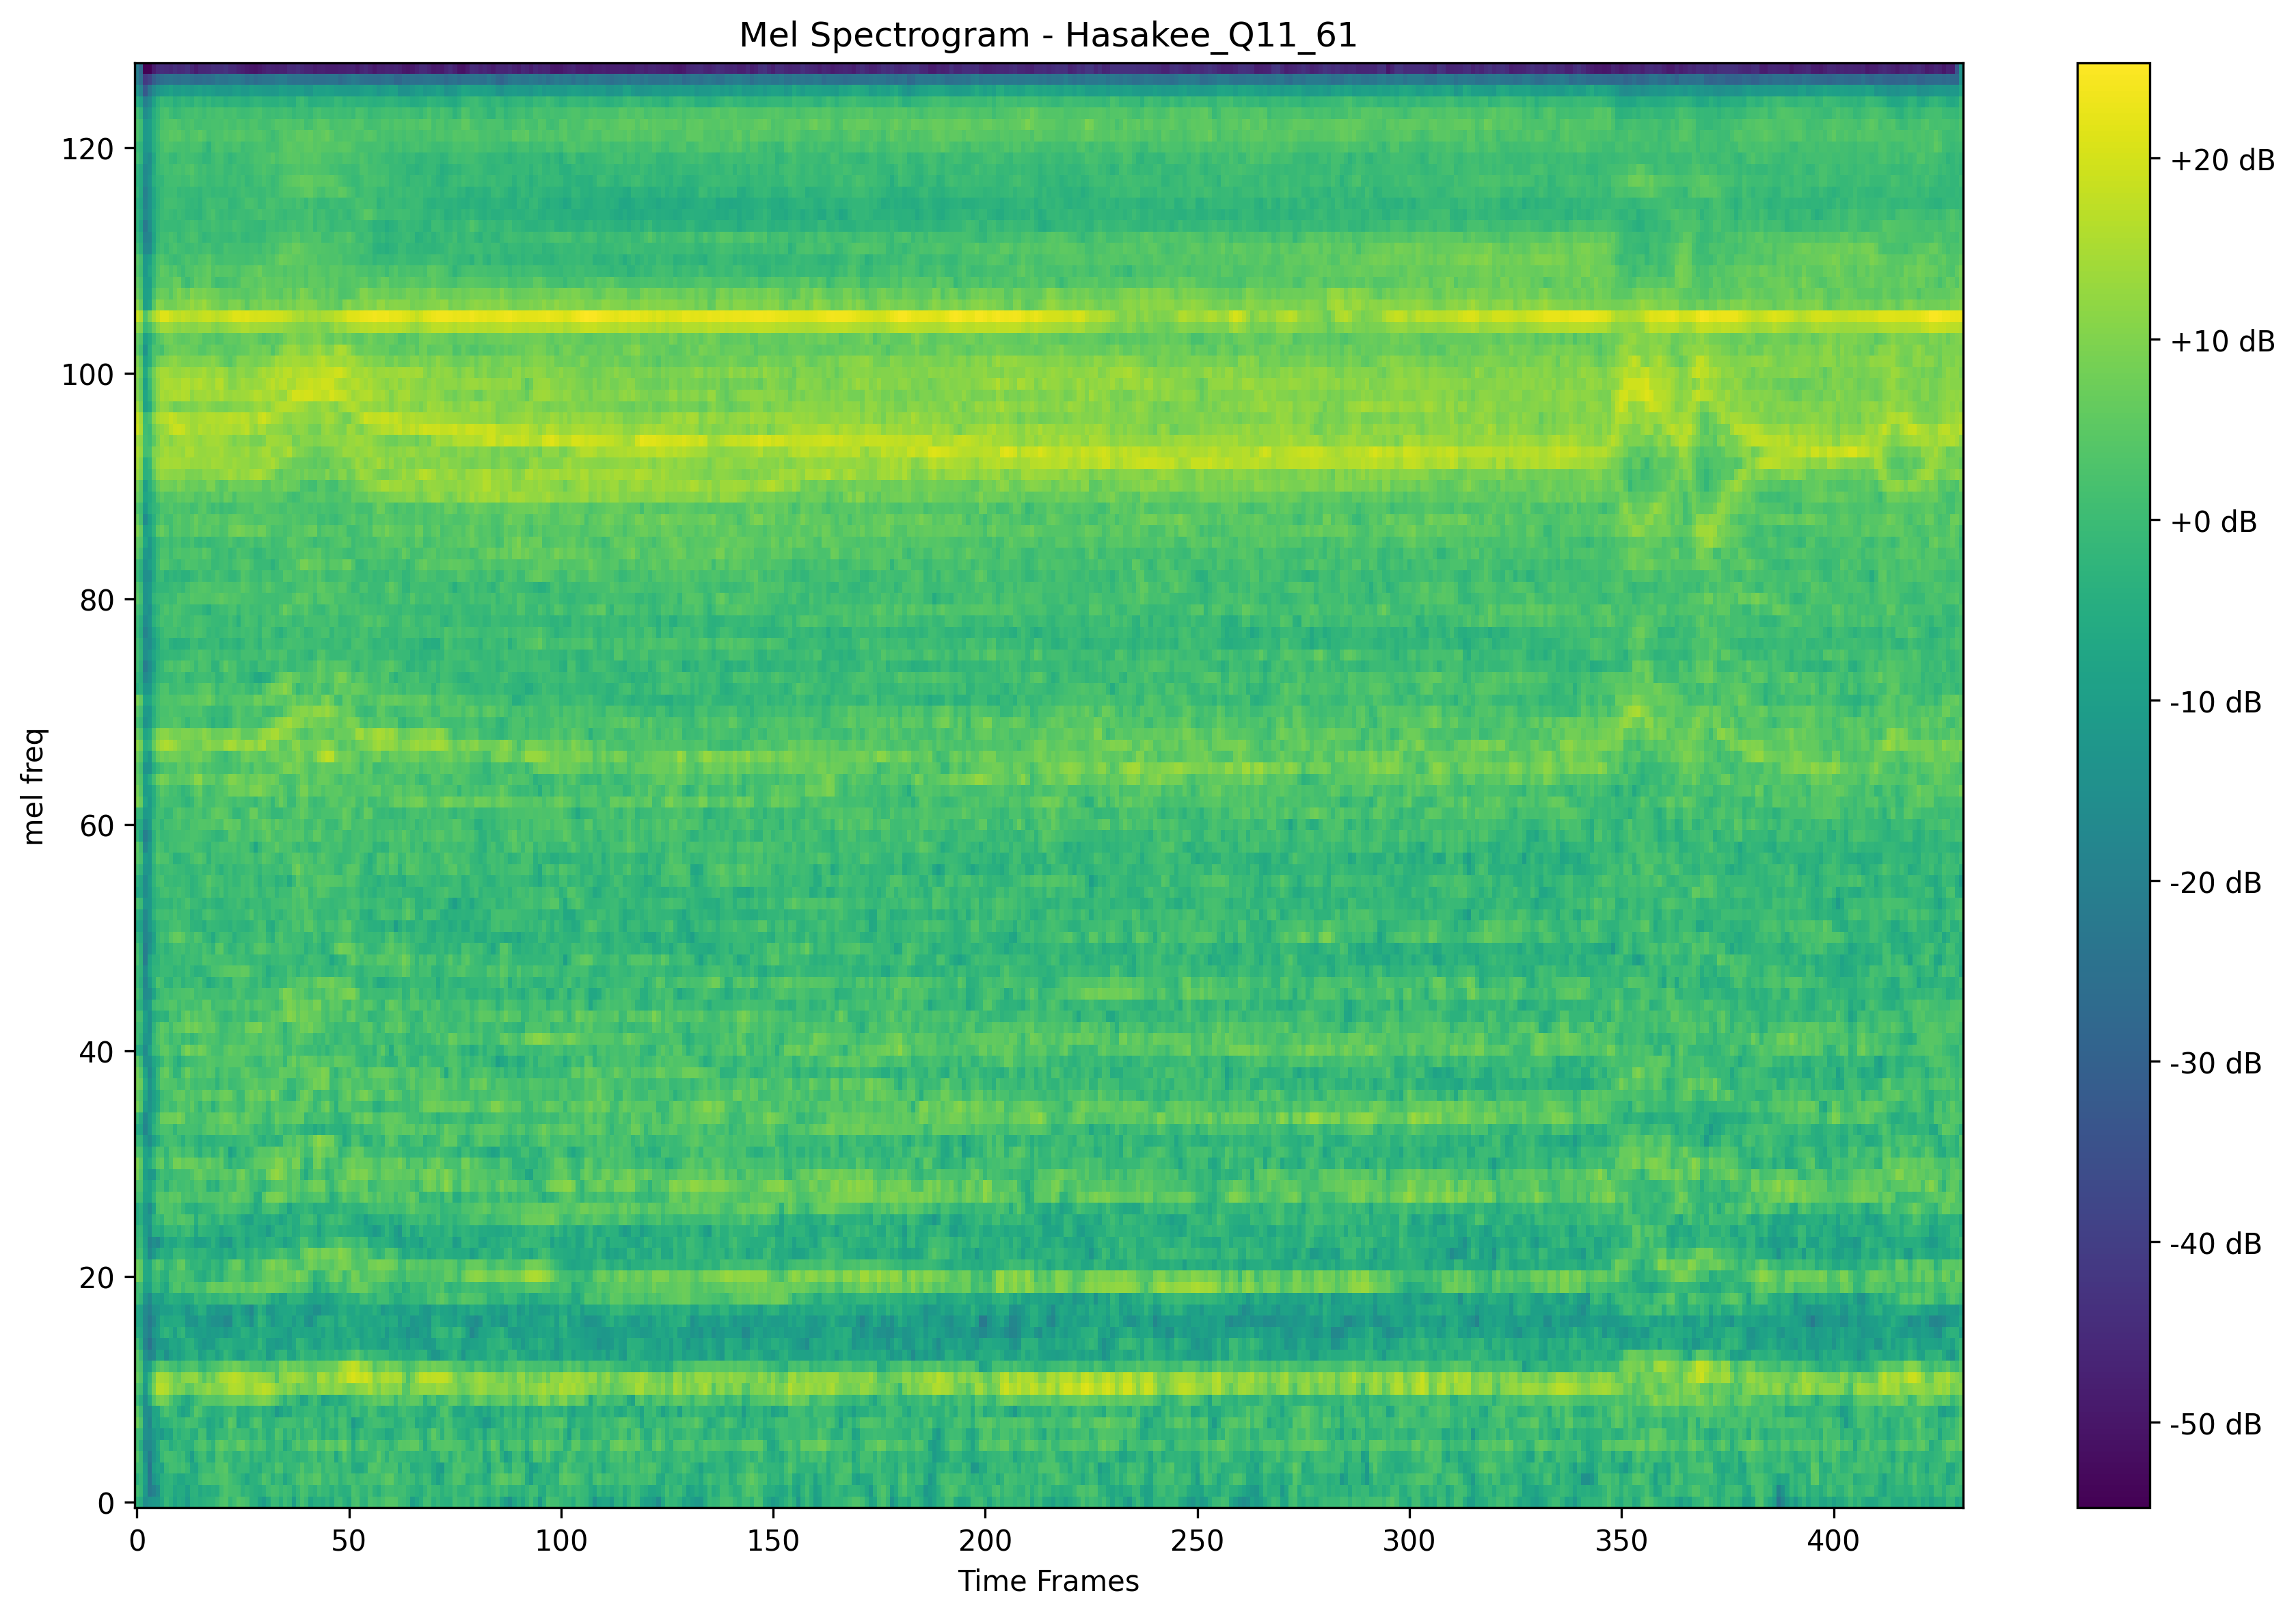 Mel Spectrogram - Hasakee_Q11_61
mel freq
120
100
80
60
40
20
0
0 50 100 150 200 250 300 350 400
Time Frames
+20 dB
+10 dB
+0 dB
-10 dB
-20 dB
-30 dB
-40 dB
-50 dB